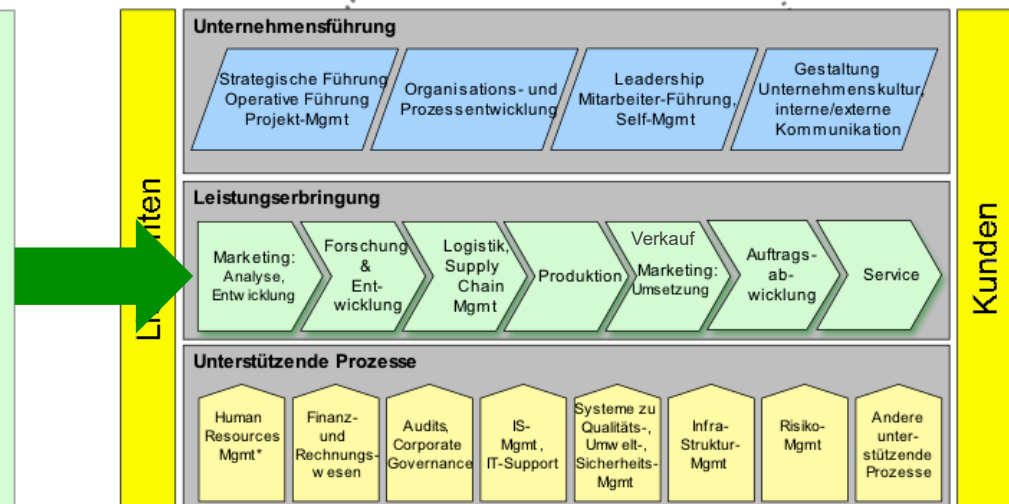 Unternehmensführung
Strategische Führung
Operative Führung
Projekt-Mgmt
Organisations- und
Prozessentwicklung
Leadership
Mitarbeiter-Führung,
Self-Mgmt
Gestaltung
Unternehmenskultur,
interne/externe
Kommunikation
Leistungserbringung
Marketing:
Analyse,
Entwicklung
Forschung
&
Ent-
wicklung
Logistik,
Supply
Chain
Mgmt
Produktion
Verkauf
Marketing:
Umsetzung
Auftrags-
ab-
wicklung
Service
Kunden
Unterstützende Prozesse
Human
Resources
Mgmt*
Finanz-
und
Rechnungs-
wesen
Audits,
Corporate
Governance
IS-
Mgmt,
IT-Support
Systeme zu
Qualitäts-,
Umwelt-,
Sicherheits-
Mgmt
Infra-
Struktur-
Mgmt
Risiko-
Mgmt
Andere
unter-
stützende
Prozesse